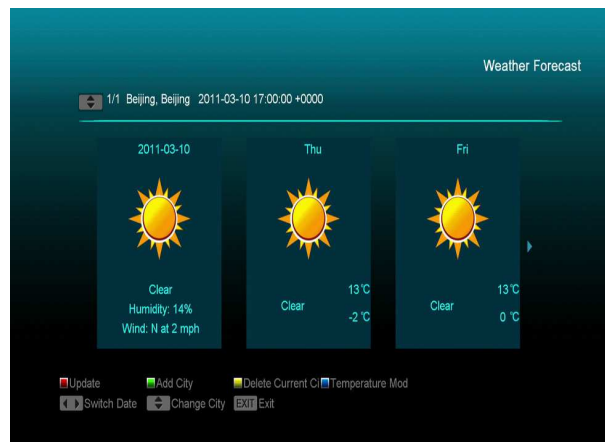 Weather Forecast
1/1 Beijing, Beijing 2011-03-10 17:00:00 +0000
2011-03-10
Clear
Humidity: 14%
Wind: N at 2 mph
Thu
13°C
Clear
-2 °C
Fri
13°C
Clear
0 °C
Update Add City Delete Current Ci Temperature Mod
Switch Date Change City EXIT Exit